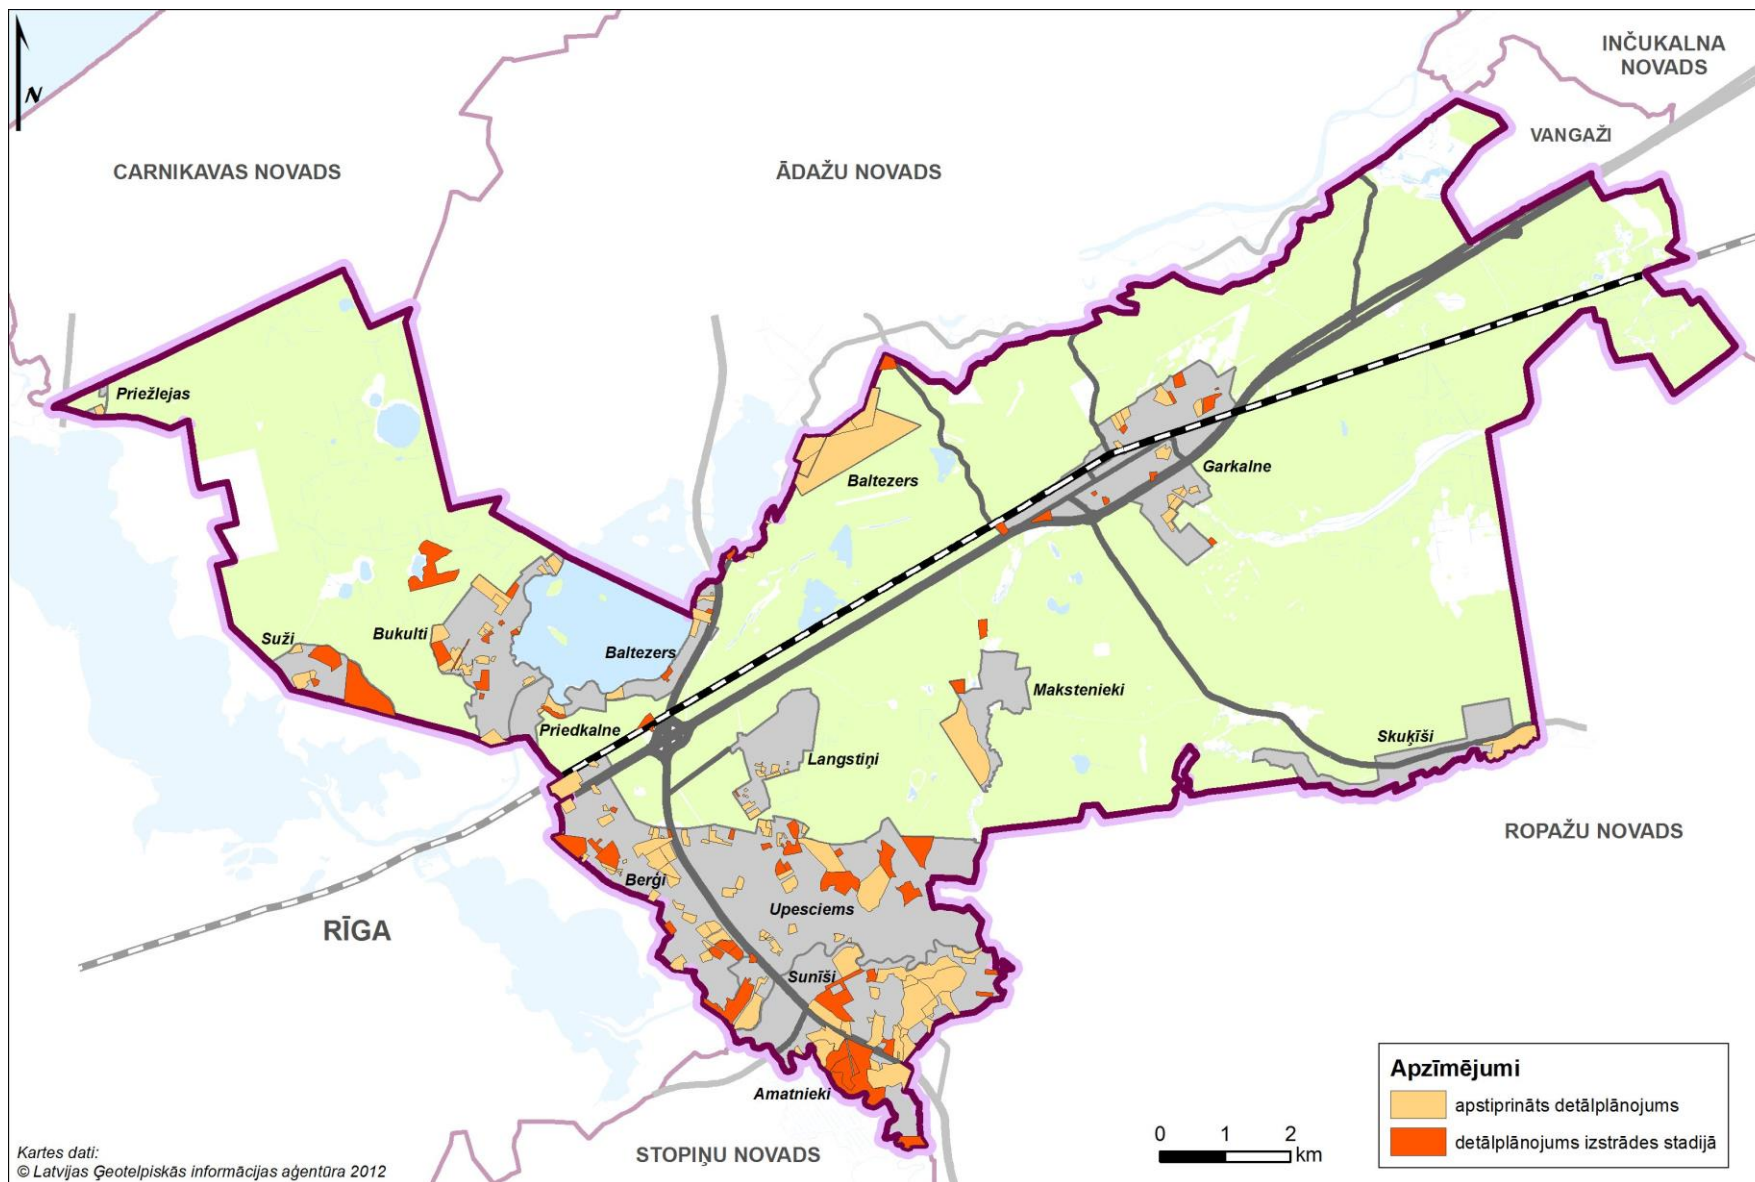 INČUKALNA
NOVADS
VANGAŽI
CARNIKAVAS NOVADS
ĀDAŽU NOVADS
N
Priežlejas
Baltezers
Garkalne
Suži
Bukulti
Baltezers
Makstenieki
Priedkalne
Langstiņi
Skuķīši
ROPAŽU NOVADS
Berģi
Upesciems
RĪGA
Sunīši
Amatnieki
STOPIŅU NOVADS
Apzīmējumi
apstiprināts detālplānojums
detālplānojums izstrādes stadijā
0 1 2
km
Kartes dati:
© Latvijas Ģeotelpiskās informācijas aģentūra 2012